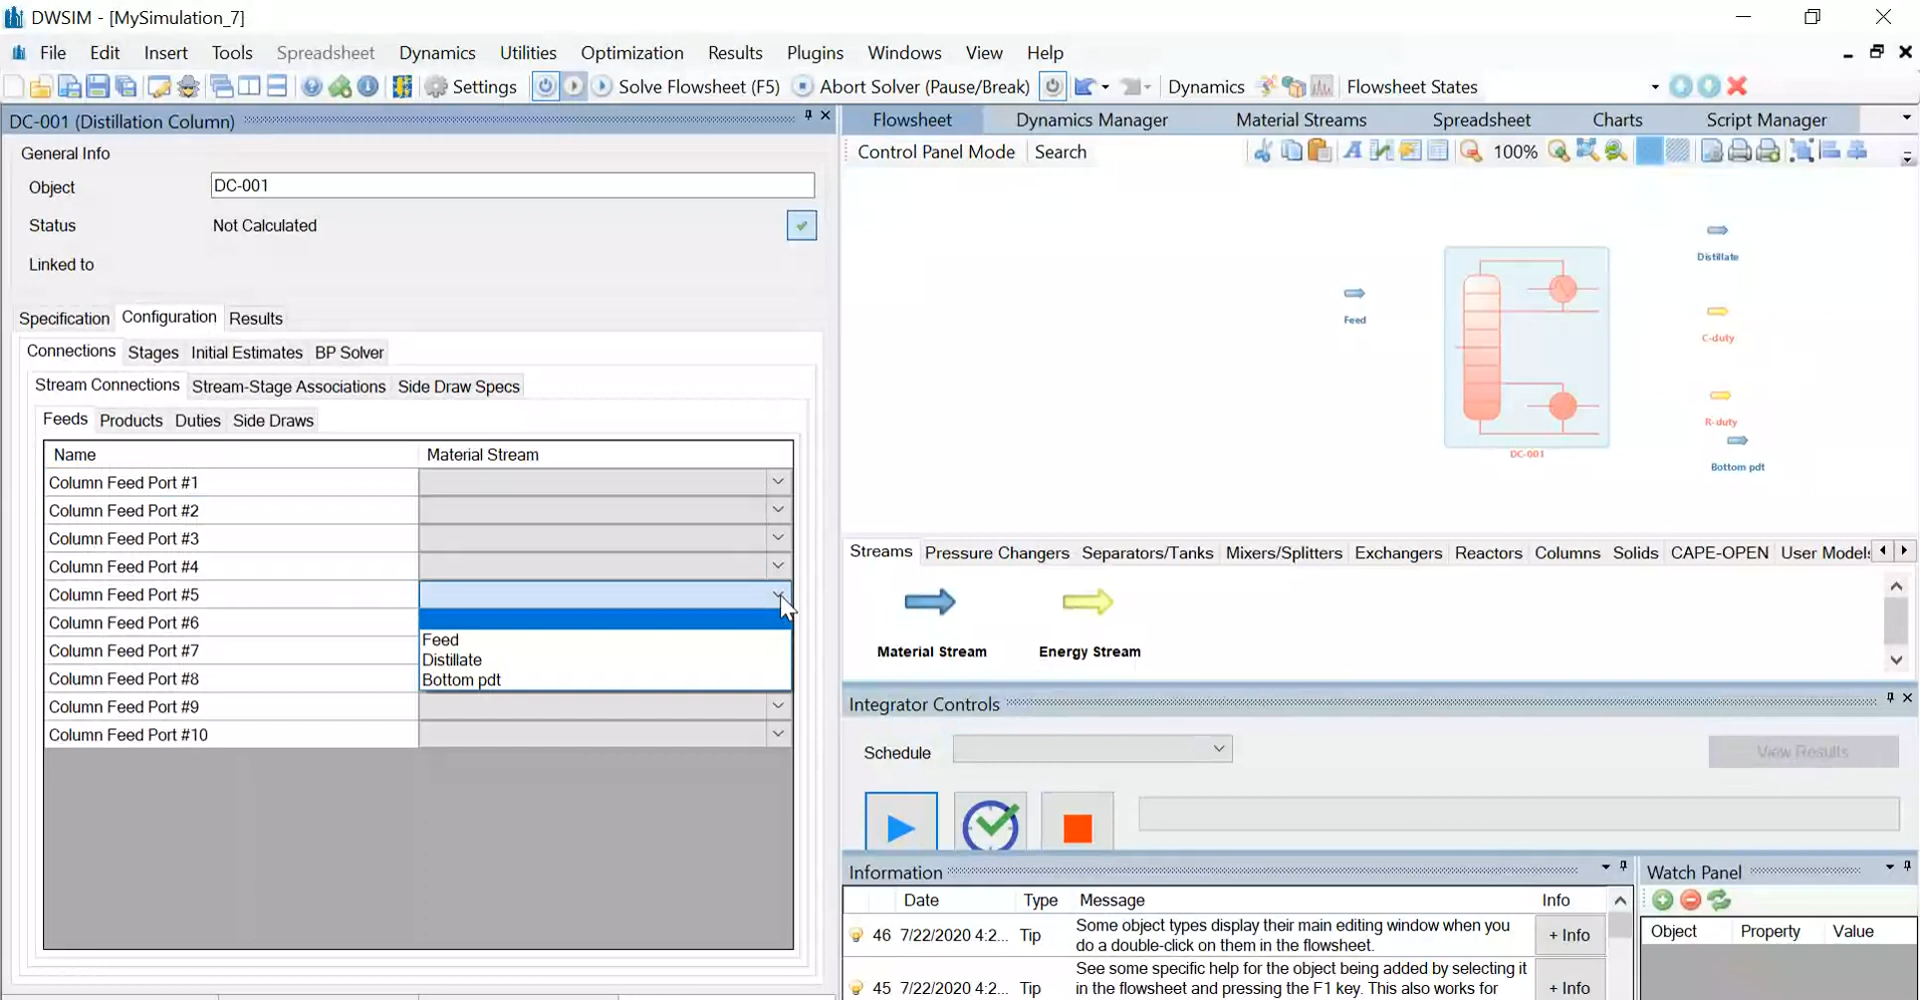 DWSIM - [MySimulation_7]
File Edit Insert Tools Spreadsheet Dynamics Utilities Optimization Results Plugins Windows View Help
Settings Solve Flowsheet (F5) Abort Solver (Pause/Break) Dynamics Flowsheet States
DC-001 (Distillation Column)
General Info
Object DC-001
Status Not Calculated
Linked to
Specification Configuration Results
Connections Stages Initial Estimates BP Solver
Stream Connections Stream-Stage Associations Side Draw Specs
Feeds Products Duties Side Draws
Name Material Stream
Column Feed Port #1
Column Feed Port #2
Column Feed Port #3
Column Feed Port #4
Column Feed Port #5
Column Feed Port #6
Column Feed Port #7
Column Feed Port #8
Column Feed Port #9
Column Feed Port #10
Feed
Distillate
Bottom pdt
Flowsheet Dynamics Manager Material Streams Spreadsheet Charts Script Manager
Control Panel Mode Search 100%
Feed
DC-001
Distillate
C-duty
R-duty
Bottom pdt
Streams Pressure Changers Separators/Tanks Mixers/Splitters Exchangers Reactors Columns Solids CAPE-OPEN User Models
Material Stream Energy Stream
Integrator Controls
Schedule View Results
Information
Date Type Message Info
46 7/22/2020 4:2... Tip Some object types display their main editing window when you
do a double-click on them in the flowsheet.
+ Info
45 7/22/2020 4:2... Tip See some specific help for the object being added by selecting it
in the flowsheet and pressing the F1 key. This also works for
+ Info
Watch Panel
Object Property Value